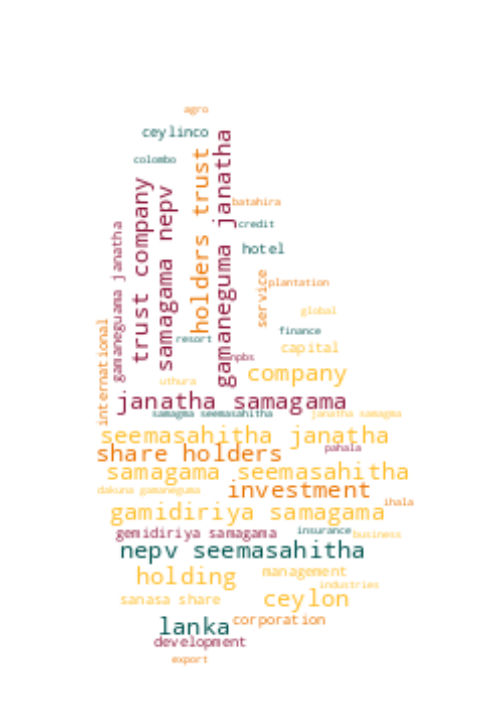 agro
ceylinco
colombo
gamaneguama janatha
trust company
samagama nepv
holders trust
gamaneguma janatha
batahira
credit
hotel
service
plantation
global
finance
resort
capital
npbs
international
uthura
company
janatha samagama
samagma seemasahitha
janatha samagma
seemasahitha janatha
share holders
pahala
samagama seemasahitha
dakuna gamaneguma
investment
ihala
gamidiriya samagama
gemidiriya samagama
insurance
business
nepv seemasahitha
holding
management
industries
sanasa share
ceylon
lanka
corporation
development
export